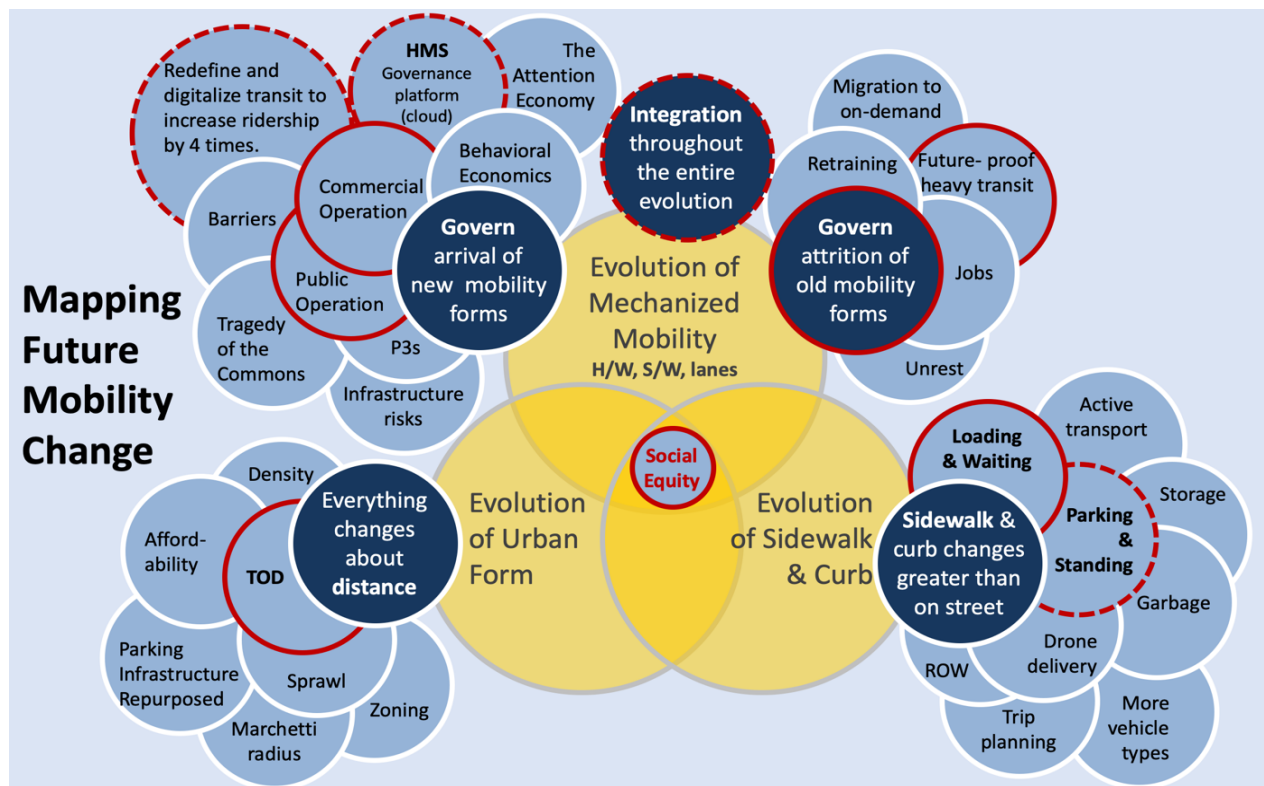 Mapping
Future
Mobility
Change
Redefine and
digitalize transit to
increase ridership
by 4 times.
HMS
Governance
platform
(cloud)
The
Attention
Economy
Behavioral
Economics
Commercial
Operation
Barriers
Public
Operation
Tragedy
of the
Commons
P3s
Infrastructure
risks
Govern
arrival of
new mobility
forms
Integration
throughout
the entire
evolution
Migration to
on-demand
Retraining
Future- proof
heavy transit
Govern
attrition of
old mobility
forms
Jobs
Unrest
Evolution of
Mechanized
Mobility
H/W, S/W, lanes
Social
Equity
Evolution
of Urban
Form
Evolution
of Sidewalk
& Curb
Density
Everything
changes
about
distance
Afford-
ability
TOD
Parking
Infrastructure
Repurposed
Sprawl
Marchetti
radius
Zoning
Loading
& Waiting
Active
transport
Storage
Parking
&
Standing
Sidewalk &
curb changes
greater than
on street
Garbage
Drone
delivery
ROW
Trip
planning
More
vehicle
types